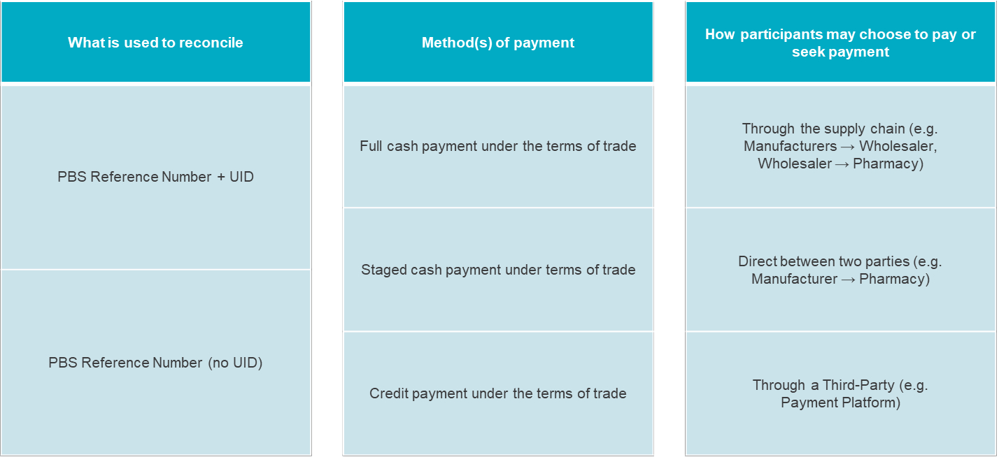 What is used to reconcile
PBS Reference Number + UID
PBS Reference Number (no UID)
Method(s) of payment
Full cash payment under the terms of trade
Staged cash payment under terms of trade
Credit payment under the terms of trade
How participants may choose to pay or
seek payment
Through the supply chain (e.g.
Manufacturers → Wholesaler,
Wholesaler → Pharmacy)
Direct between two parties (e.g.
Manufacturer → Pharmacy)
Through a Third-Party (e.g.
Payment Platform)